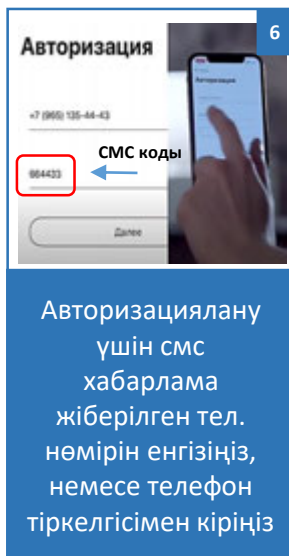 6
Авторизация
+7 (965) 135-44-43
СМС коды
664433
Далее
Авторизациялану
үшін смс
хабарлама
жіберілген тел.
нөмірін енгізіңіз,
немесе телефон
тіркелгісімен кіріңіз